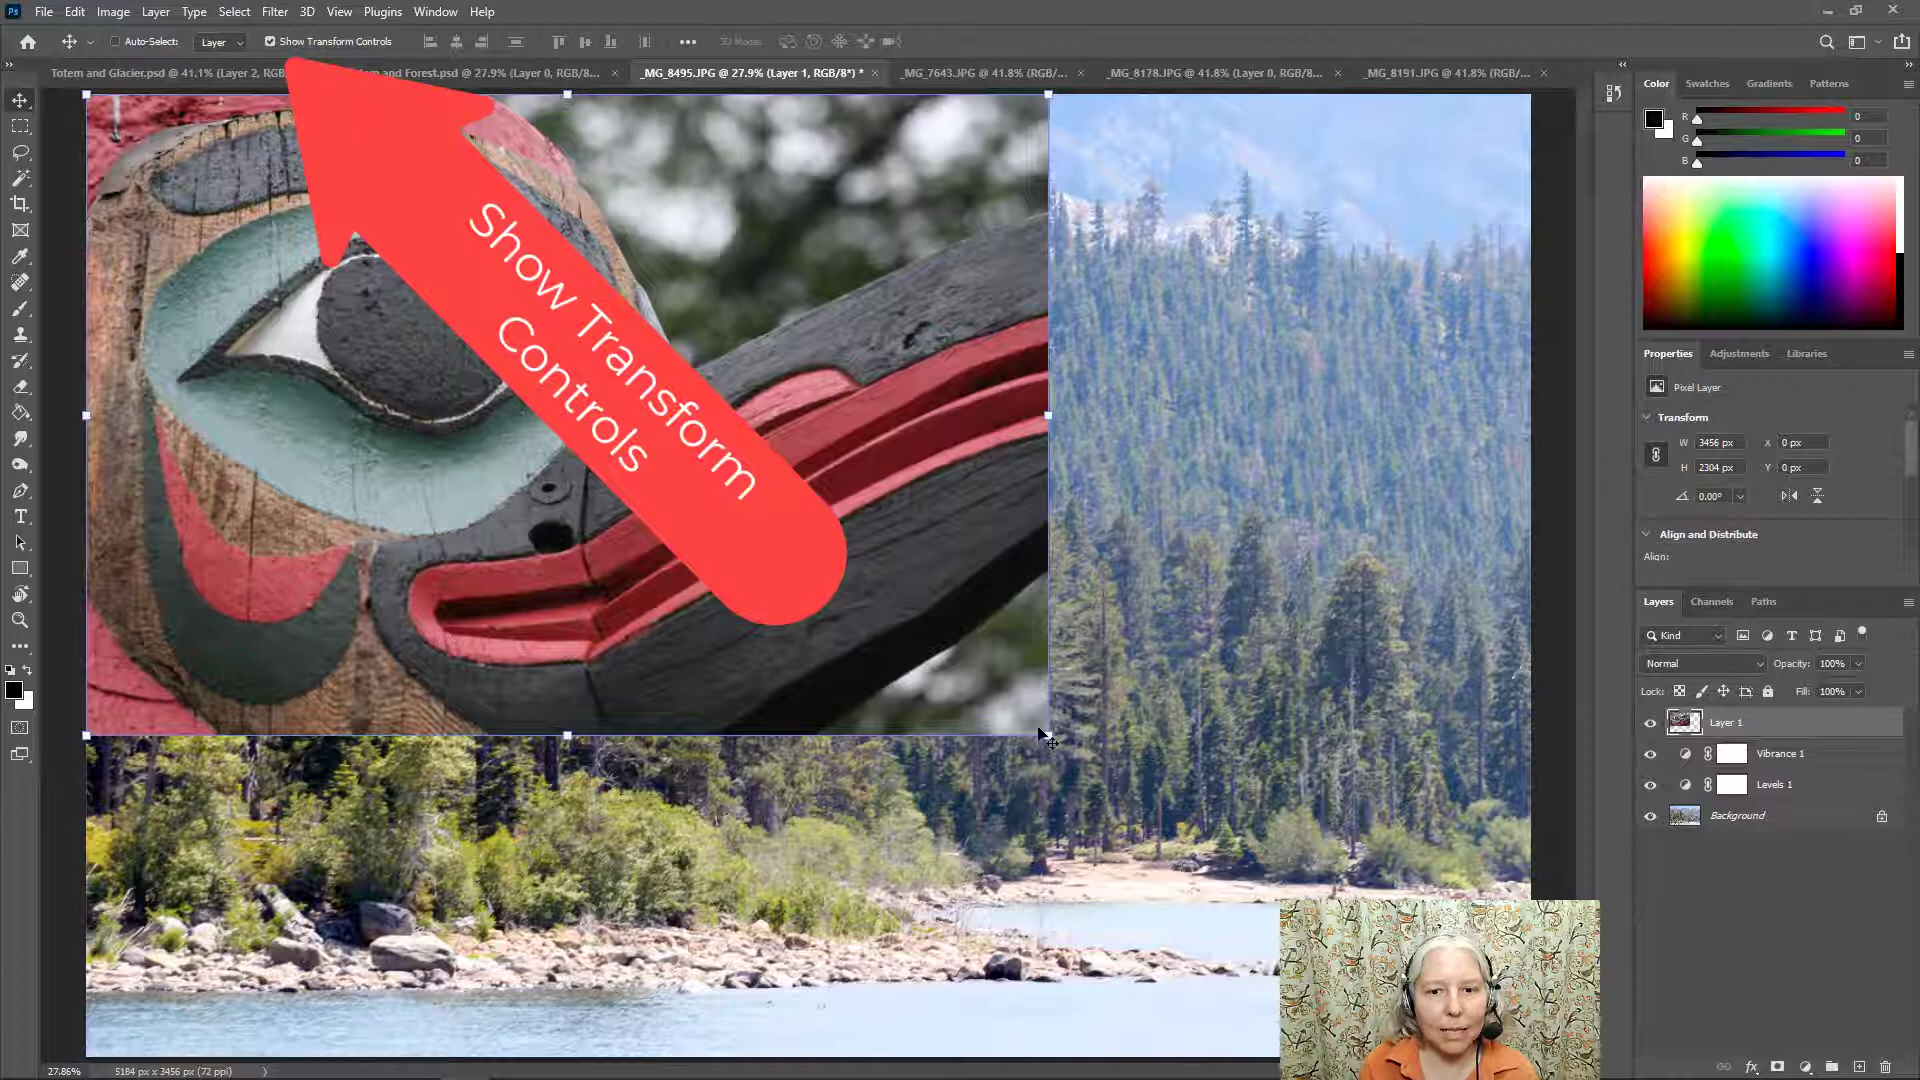 Ps File Edit Image Layer Type Select Filter 3D View Plugins Window Help
Auto-Select: Layer Show Transform Controls 3D Mode:
Totem and Glacier.psd @ 41.1% (Layer 2, RGB and Forest.psd @ 27.9% (Layer 0, RGB/8... × _MG_8495.JPG @ 27.9% (Layer 1, RGB/8*) * × _MG_7643.JPG @ 41.8% (RGB/... × _MG_8178.JPG @ 41.8% (Layer 0, RGB/8... × _MG_8191.JPG @ 41.8% (RGB/... ×
Show Transform
Controls
Color Swatches Gradients Patterns
R 0
G 0
B 0
Properties Adjustments Libraries
Pixel Layer
Transform
W 3456 px X 0 px
H 2304 px Y 0 px
0.00°
Align and Distribute
Align:
Layers Channels Paths
Kind
Normal Opacity: 100%
Lock: Fill: 100%
Layer 1
Vibrance 1
Levels 1
Background
fx
27.86% 5184 px x 3456 px (72 ppi)